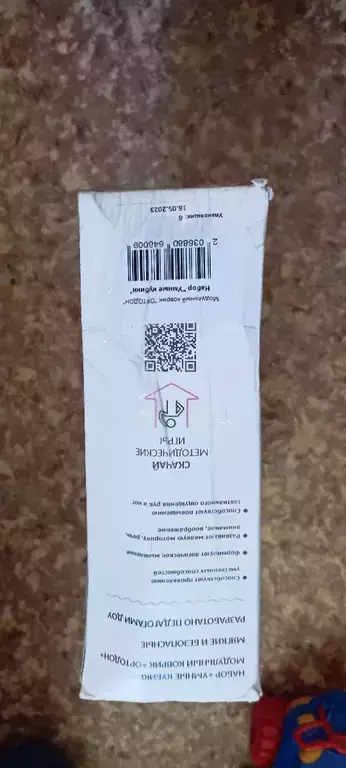 НАБОР «УМНЫЕ КУБИКИ
МОДУЛЬНЫЙ КОВРИК «ОРТОДОН»
МЯГКИЕ И БЕЗОПАСНЫЕ
РАЗРАБОТАНО ПЕДАГОГАМИ ДОУ
● Способствуют проявлению
умственных способностей
● Формируют логическое мышление
● Развивают мелкую моторику, речь,
внимание, воображение
● Способствуют повышению
тактильного ощущения рук и ног
СКАЧАЙ
МЕТОДИЧЕСКИЕ
ИГРЫ
Модульный коврик "ОРТОДОН"
Набор "Умные кубики"
2 036880 648009
Упаковщик: 6
16.05.2023